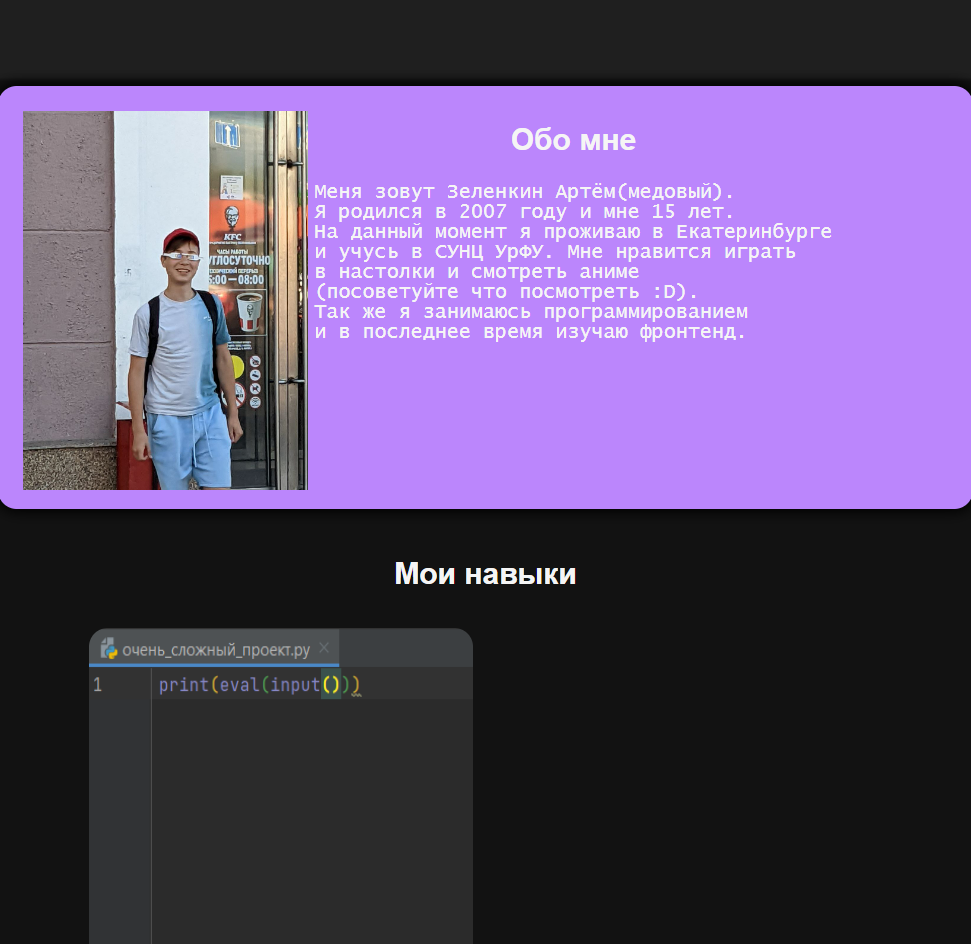 Обо мне
Меня зовут Зеленкин Артём(медовый).
Я родился в 2007 году и мне 15 лет.
На данный момент я проживаю в Екатеринбурге
и учусь в СУНЦ УрФУ. Мне нравится играть
в настолки и смотреть аниме
(посоветуйте что посмотреть :D).
Так же я занимаюсь программированием
и в последнее время изучаю фронтенд.
KFC
ЧАСЫ РАБОТЫ
УГЛОСУТОЧНО
ТЕХНИЧЕСКИЙ ПЕРЕРЫВ
5:00 — 08:00
Мои навыки
очень_сложный_проект.py
1
print(eval(input()))